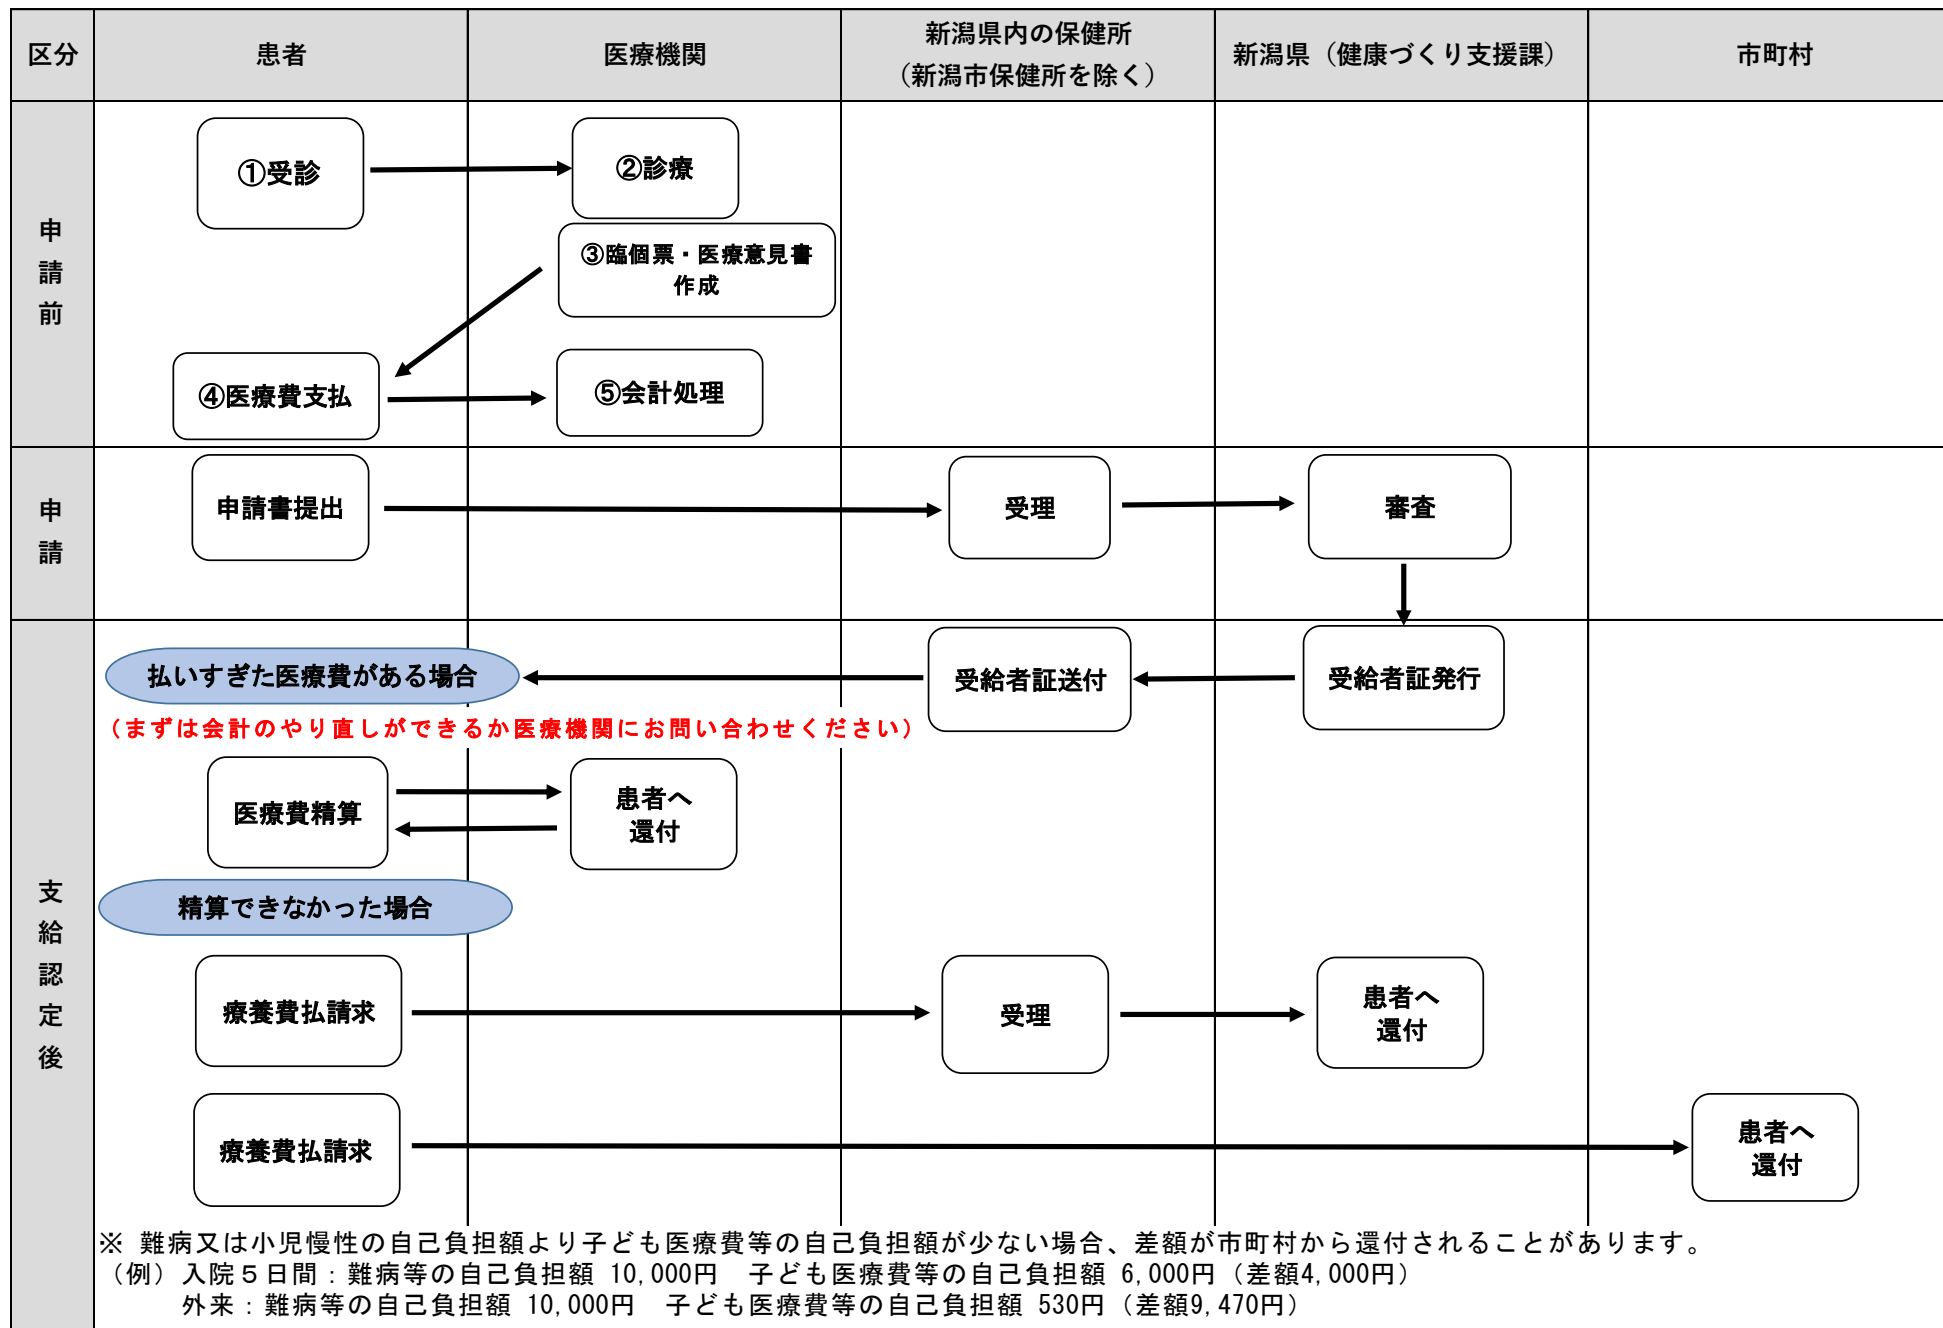 区分
患者
医療機関
新潟県内の保健所
（新潟市保健所を除く）
新潟県（健康づくり支援課）
市町村
申請前
①受診
②診療
③臨個票・医療意見書
作成
④医療費支払
⑤会計処理
申請
申請書提出
受理
審査
支給認定後
払いすぎた医療費がある場合
受給者証送付
受給者証発行
（まずは会計のやり直しができるか医療機関にお問い合わせください）
医療費精算
患者へ
還付
精算できなかった場合
療養費払請求
受理
患者へ
還付
療養費払請求
患者へ
還付
※ 難病又は小児慢性の自己負担額より子ども医療費等の自己負担額が少ない場合、差額が市町村から還付されることがあります。
（例）入院５日間：難病等の自己負担額 10,000円　子ども医療費等の自己負担額 6,000円（差額4,000円）
外来：難病等の自己負担額 10,000円　子ども医療費等の自己負担額 530円（差額9,470円）